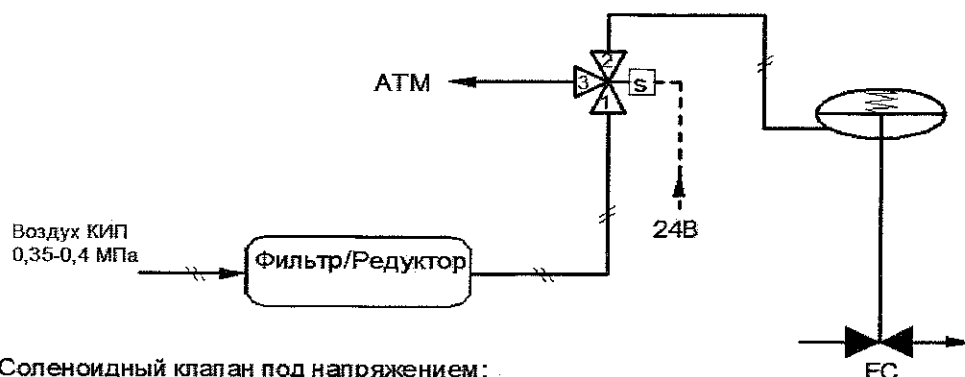 2
АТМ
3
S
1
24В
Воздух КИП
0,35-0,4 МПа
Фильтр/Редуктор
Соленоидный клапан под напряжением:
FC